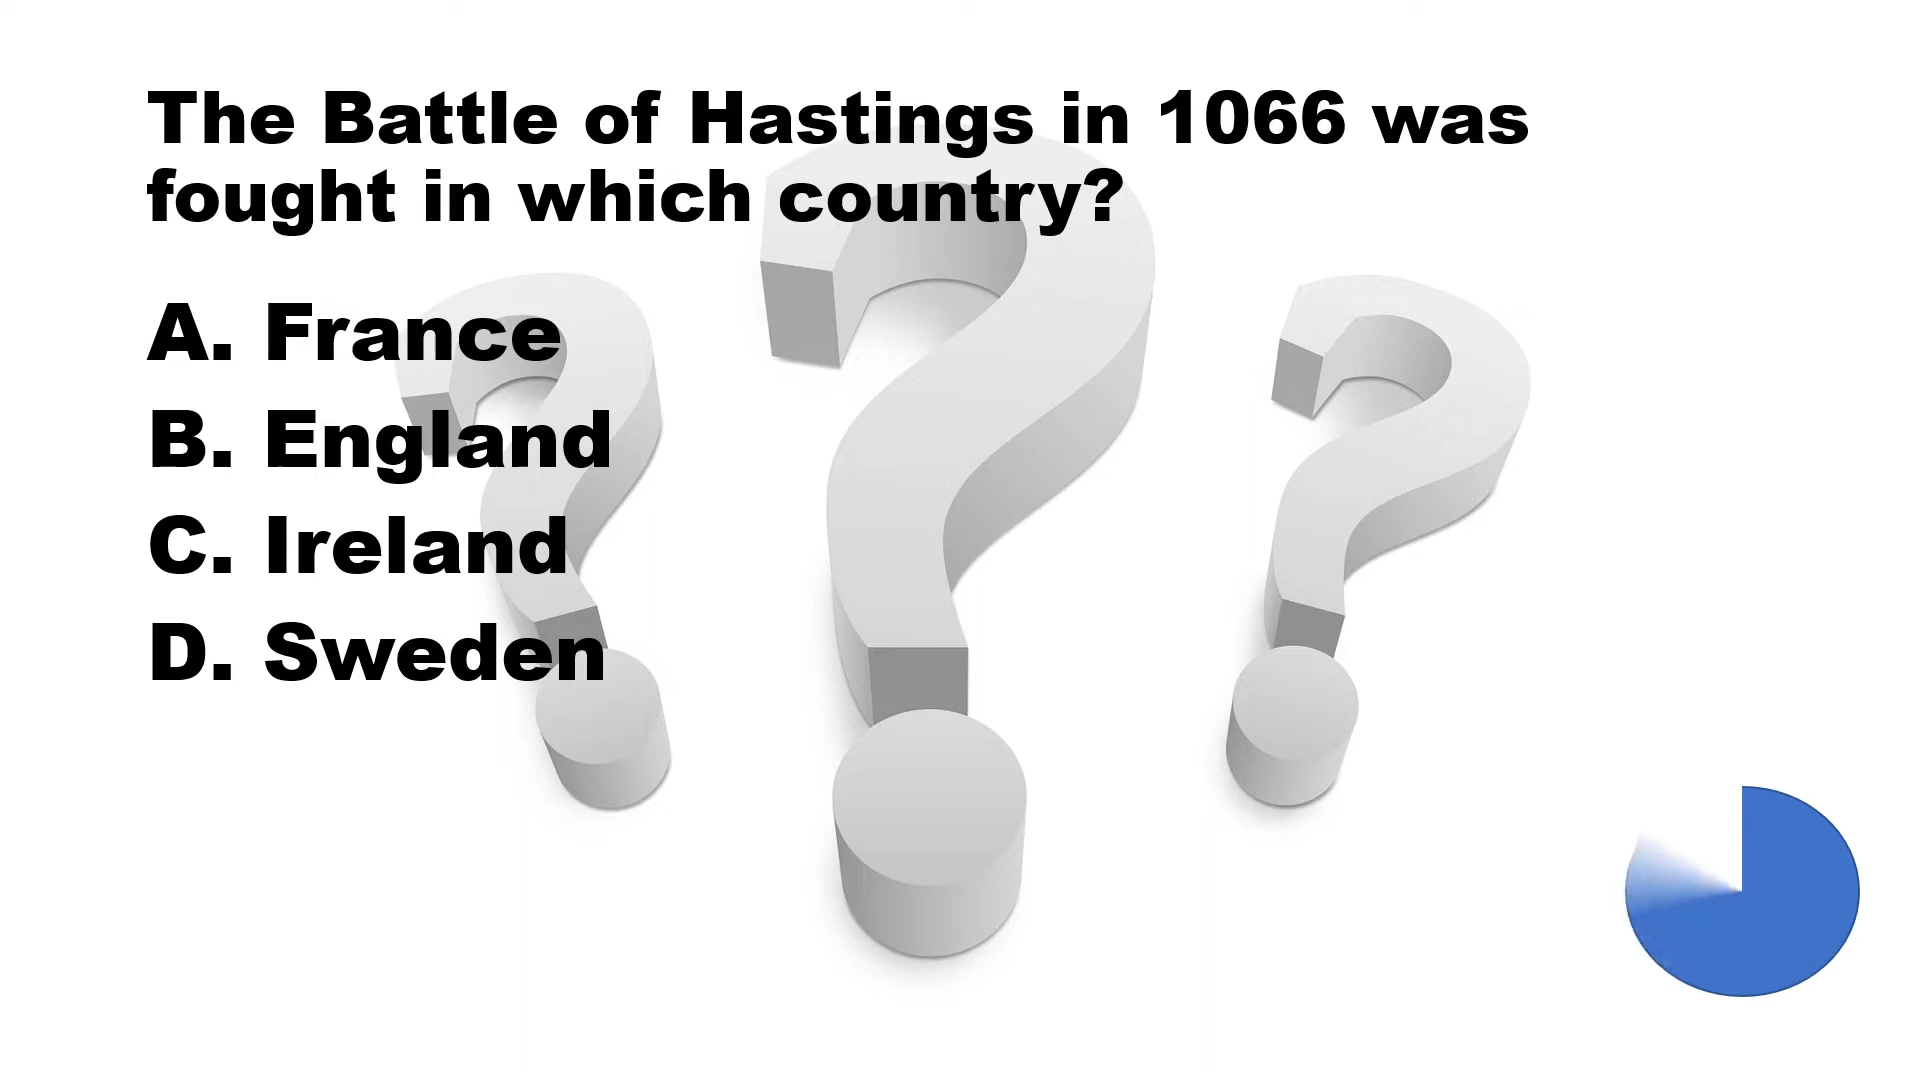 The Battle of Hastings in 1066 was
fought in which country?
A. France
B. England
C. Ireland
D. Sweden